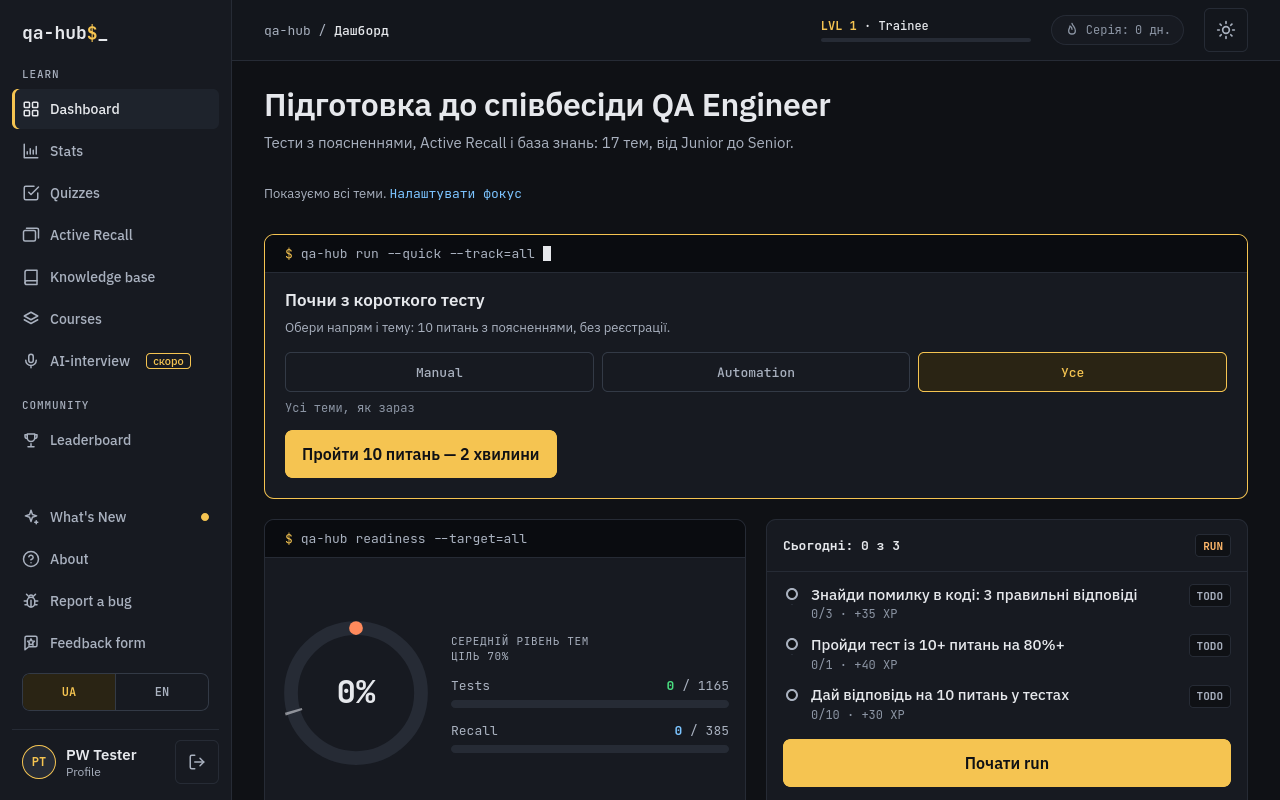 qa-hub$_
LEARN
Dashboard
Stats
Quizzes
Active Recall
Knowledge base
Courses
AI-interview скоро
COMMUNITY
Leaderboard
What's New
About
Report a bug
Feedback form
UA EN
PT PW Tester
Profile
qa-hub / Дашборд
LVL 1 · Trainee
Серія: 0 дн.
Підготовка до співбесіди QA Engineer
Тести з поясненнями, Active Recall і база знань: 17 тем, від Junior до Senior.
Показуємо всі теми. Налаштувати фокус
$ qa-hub run --quick --track=all
Почни з короткого тесту
Обери напрям і тему: 10 питань з поясненнями, без реєстрації.
Manual Automation Усе
Усі теми, як зараз
Пройти 10 питань — 2 хвилини
$ qa-hub readiness --target=all
0%
СЕРЕДНІЙ РІВЕНЬ ТЕМ
ЦІЛЬ 70%
Tests 0 / 1165
Recall 0 / 385
Сьогодні: 0 з 3 RUN
Знайди помилку в коді: 3 правильні відповіді TODO
0/3 · +35 XP
Пройди тест із 10+ питань на 80%+ TODO
0/1 · +40 XP
Дай відповідь на 10 питань у тестах TODO
0/10 · +30 XP
Почати run